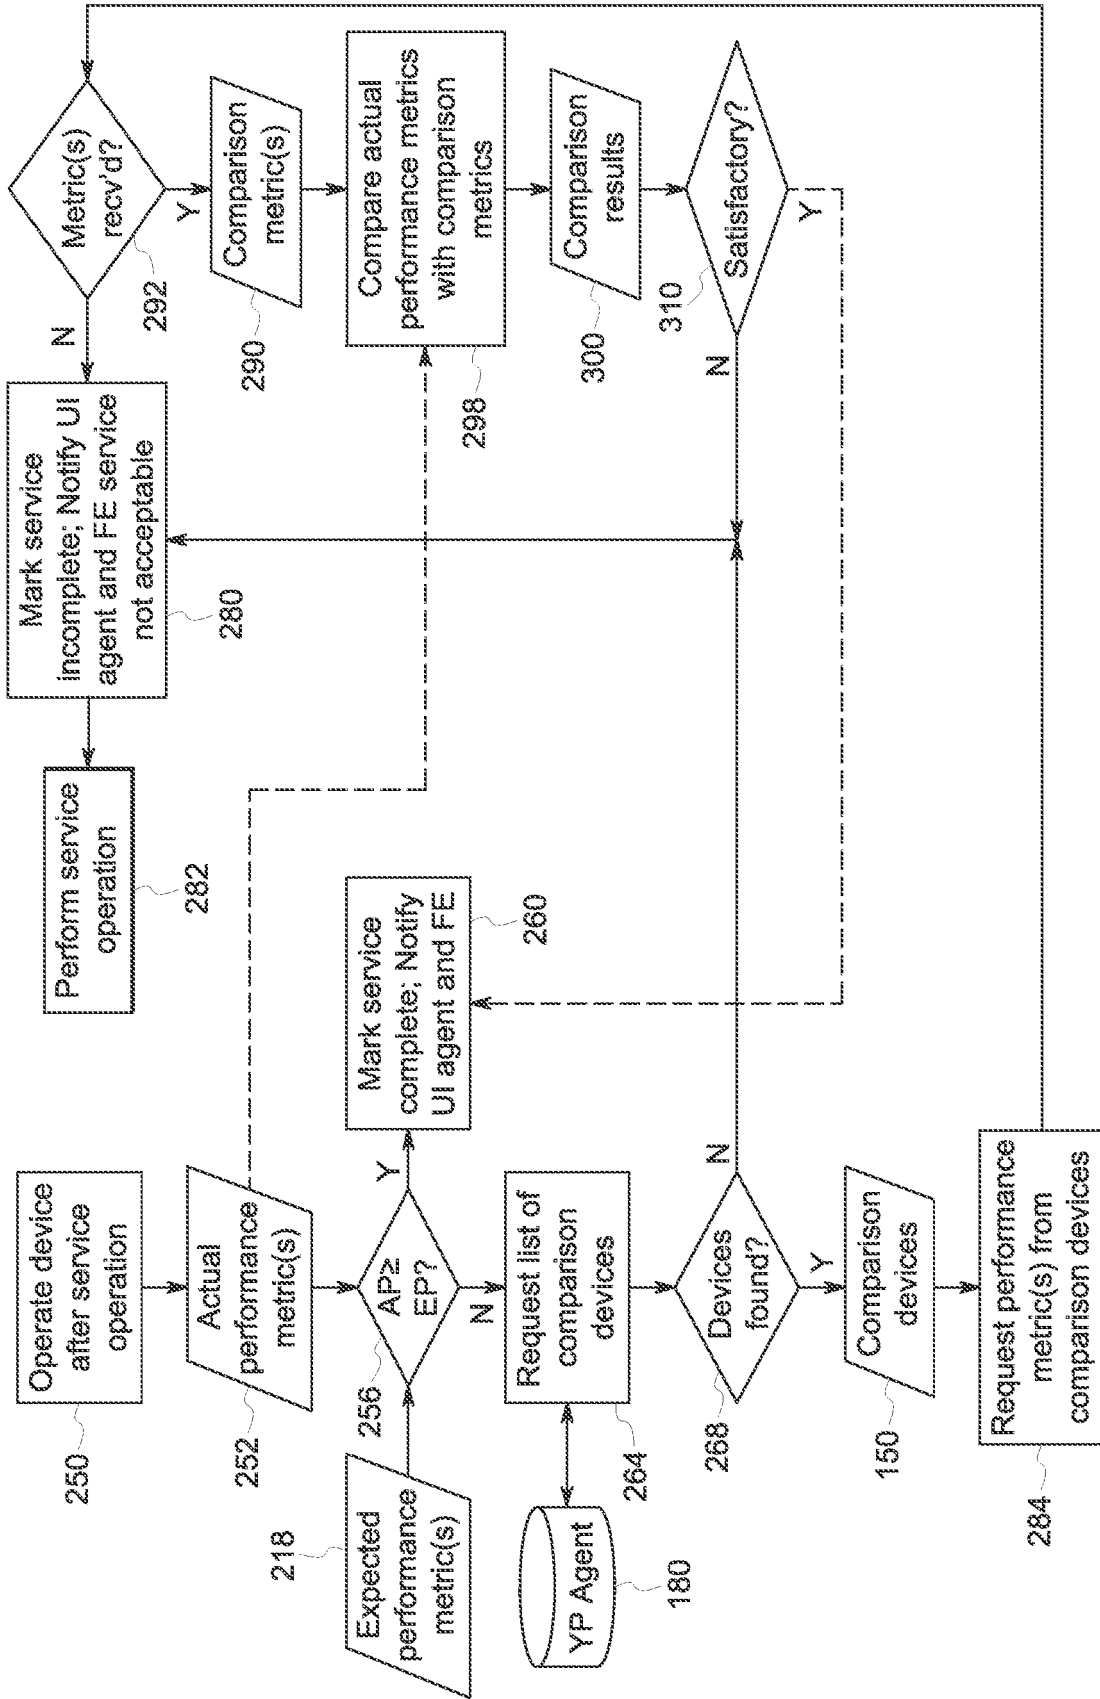 Operate device
after service
operation
250
Actual
performance
metric(s)
252
Expected
performance
metric(s)
218
AP≥
EP?
256
Y
N
Mark service
complete; Notify
UI agent and FE
260
Request list of
comparison
devices
264
YP Agent
180
Devices
found?
268
N
Y
Comparison
devices
150
Request performance
metric(s) from
comparison devices
284
Metric(s)
recv'd?
292
N
Y
Mark service
incomplete; Notify UI
agent and FE service
not acceptable
280
Perform service
operation
282
Comparison
metric(s)
290
Compare actual
performance metrics
with comparison
metrics
298
Comparison
results
300
Satisfactory?
310
N
Y